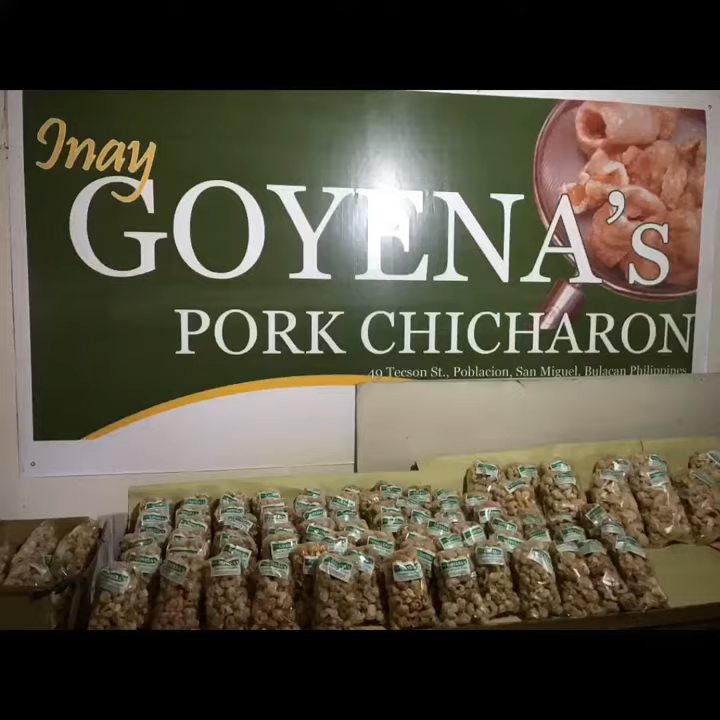 Inay
GOYENA's
PORK CHICHARON
49 Tecson St., Poblacion, San Miguel, Bulacan Philippines